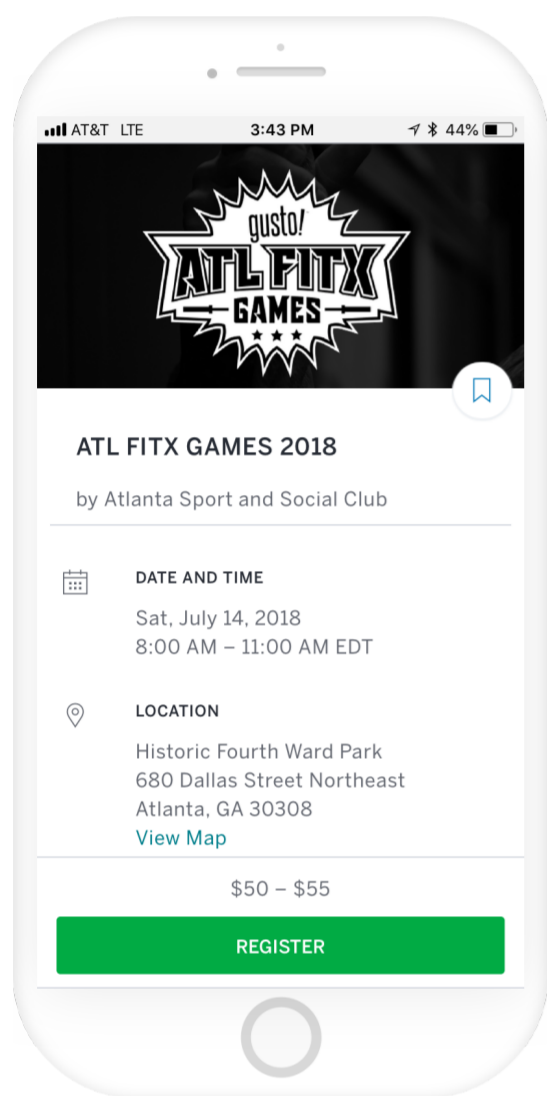 AT&T LTE 3:43 PM 44%
gusto!
ATL FITX
GAMES
ATL FITX GAMES 2018
by Atlanta Sport and Social Club
DATE AND TIME
Sat, July 14, 2018
8:00 AM – 11:00 AM EDT
LOCATION
Historic Fourth Ward Park
680 Dallas Street Northeast
Atlanta, GA 30308
View Map
$50 – $55
REGISTER